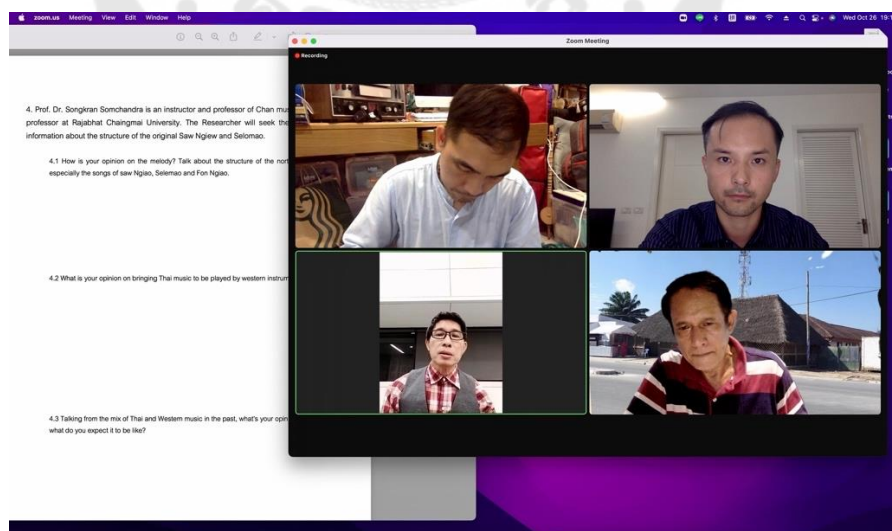 zoom.us Meeting View Edit Window Help
Wed Oct 26 19:1
Zoom Meeting
Recording
4. Prof. Dr. Songkran Somchandra is an instructor and professor of Chan mu
professor at Rajabhat Chaingmai University. The Researcher will seek the
information about the structure of the original Saw Ngiew and Selomao.
4.1 How is your opinion on the melody? Talk about the structure of the nor
especially the songs of saw Ngiao, Selemao and Fon Ngiao.
4.2 What is your opinion on bringing Thai music to be played by western instrum
4.3 Talking from the mix of Thai and Western music in the past, what's your opin
what do you expect it to be like?